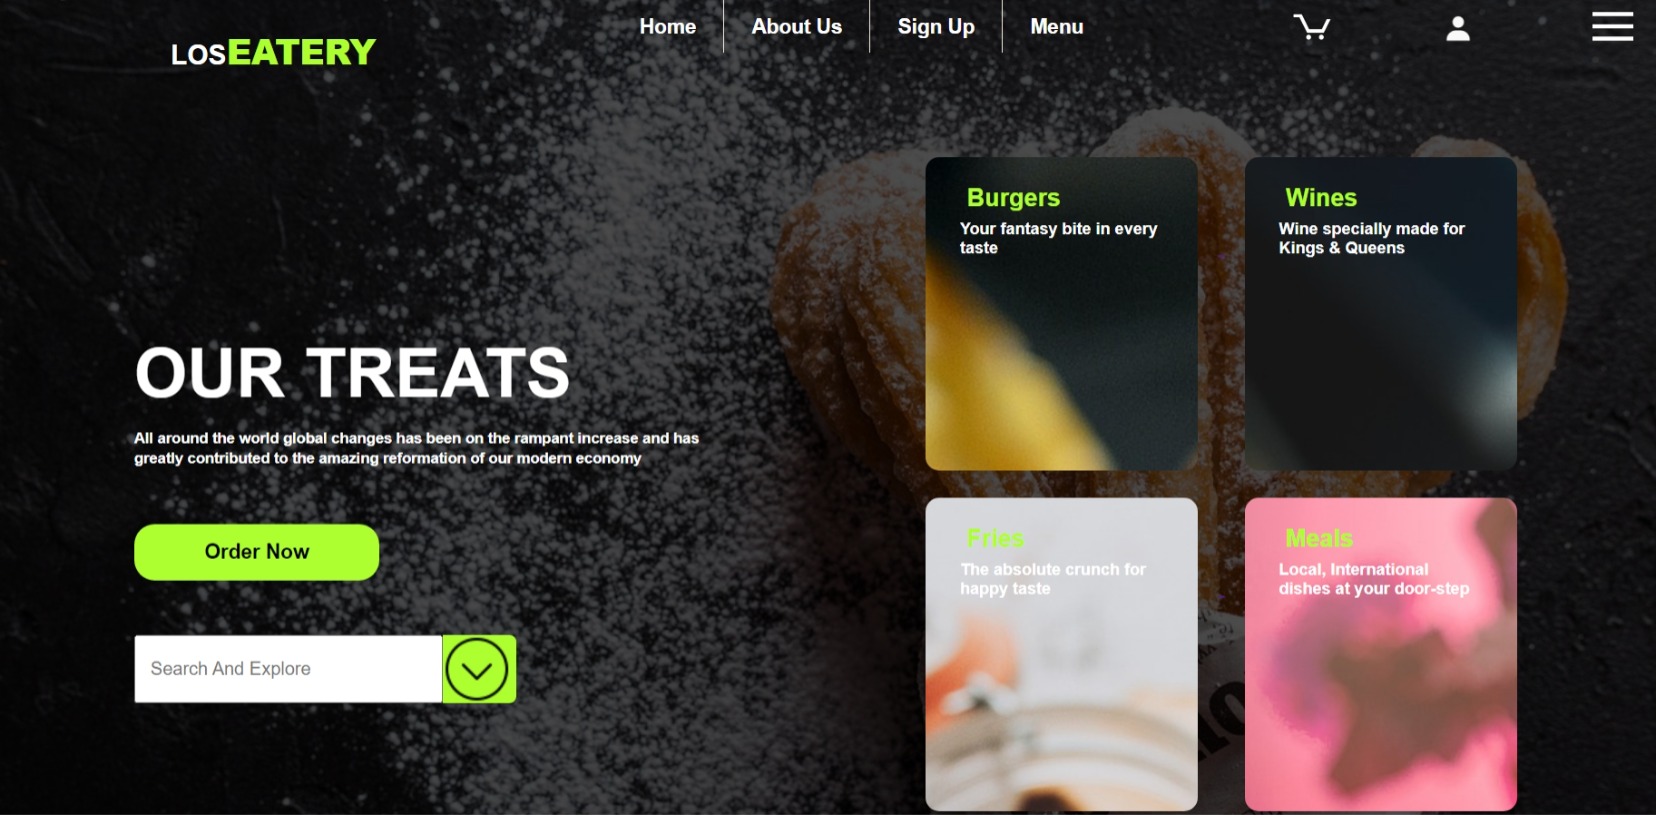 LOSEATERY
Home
About Us
Sign Up
Menu
OUR TREATS
All around the world global changes has been on the rampant increase and has
greatly contributed to the amazing reformation of our modern economy
Order Now
Search And Explore
Burgers
Your fantasy bite in every
taste
Wines
Wine specially made for
Kings & Queens
Fries
The absolute crunch for
happy taste
Meals
Local, International
dishes at your door-step